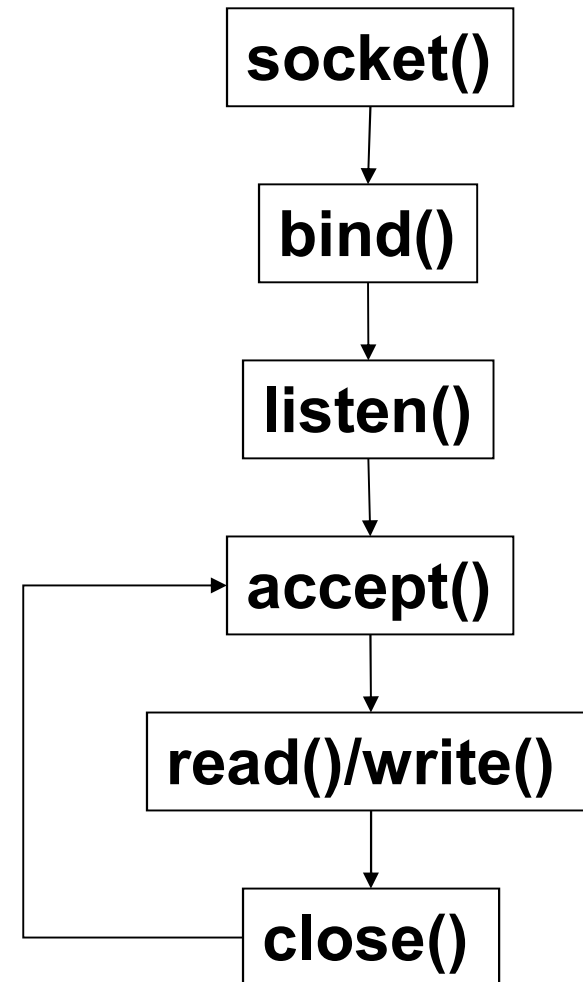 socket()
bind()
listen()
accept()
read()/write()
close()